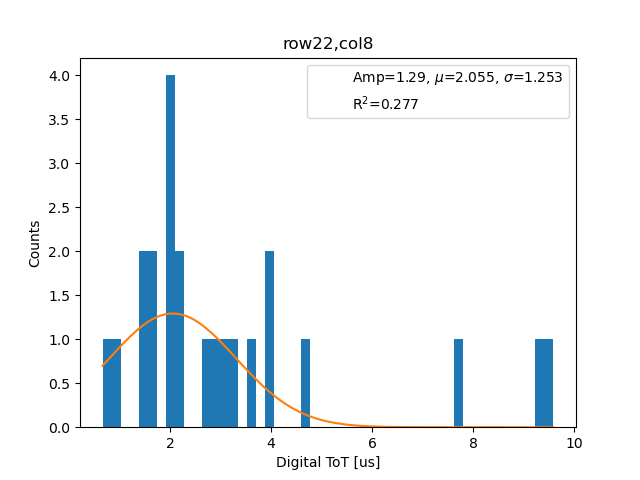 row22,col8
Amp=1.29, μ=2.055, σ=1.253
R²=0.277
4.0
3.5
3.0
2.5
2.0
1.5
1.0
0.5
0.0
Counts
2 4 6 8 10
Digital ToT [us]